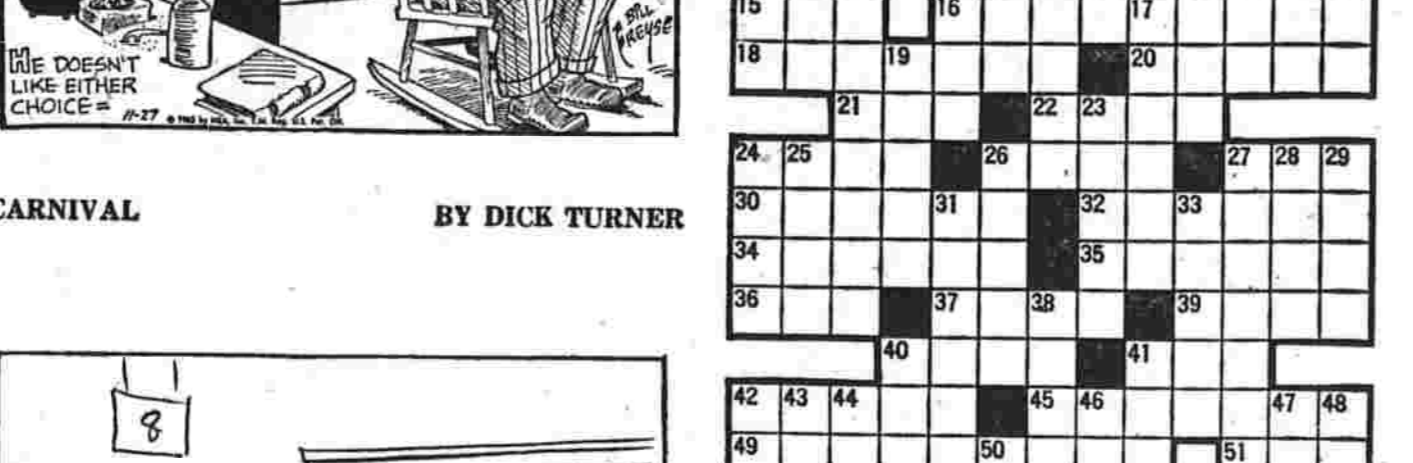 BILL
FREYSE
HE DOESN'T
LIKE EITHER
CHOICE=
11-27
CARNIVAL
BY DICK TURNER
8
15 16 17
18 19 20
21 22 23
24 25 26 27 28 29
30 31 32 33
34 35
36 37 38 39
40 41
42 43 44 45 46 47 48
49 50 51